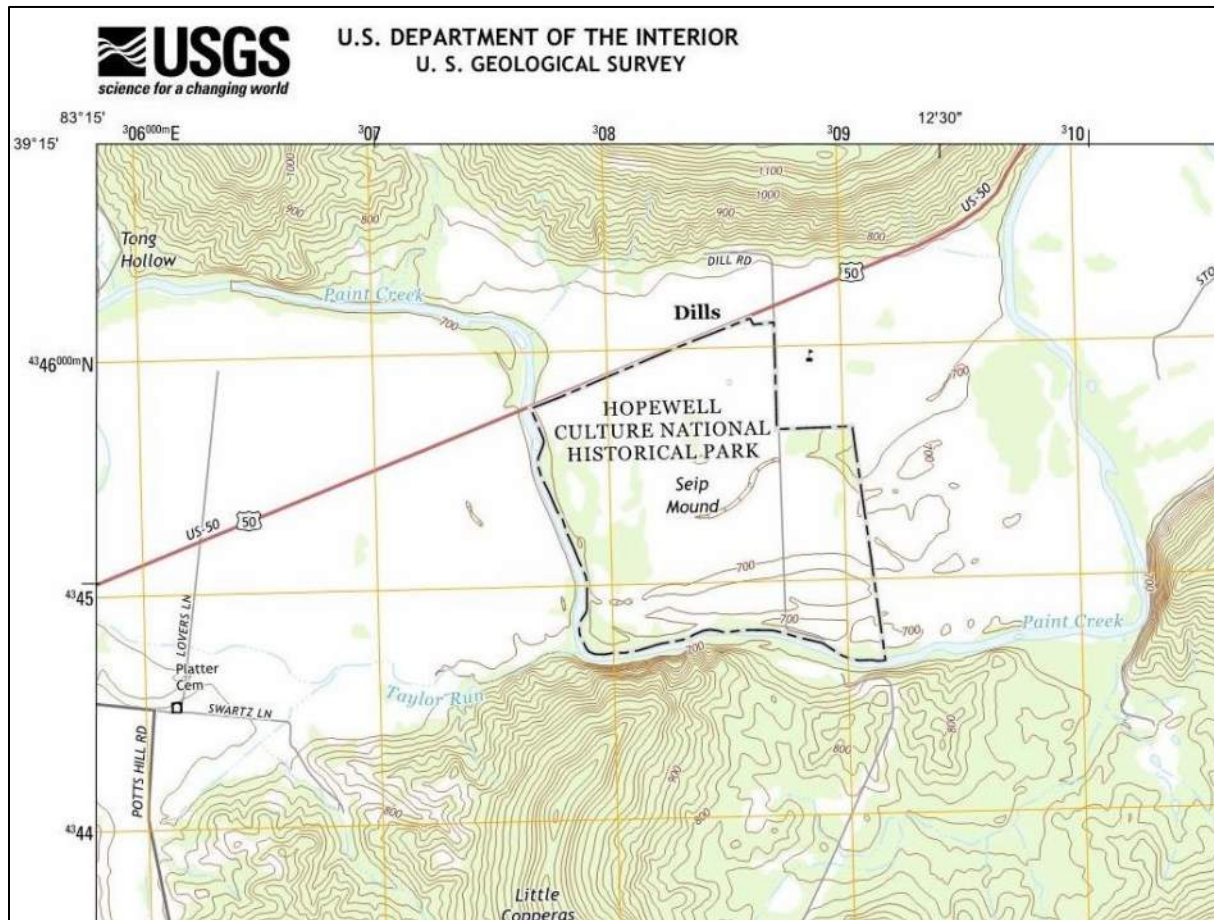 USGS
science for a changing world
U.S. DEPARTMENT OF THE INTERIOR
U. S. GEOLOGICAL SURVEY
83°15'
306000mE
307
308
309
12'30"
310
39°15'
1000
900
800
1100
1000
900
800
US-50
Tong
Hollow
DILL RD
50
Paint Creek
700
Dills
4346000mN
700
HOPEWELL
CULTURE NATIONAL
HISTORICAL PARK
700
Seip
Mound
US-50
50
700
700
4345
LOVERS LN
700
700
700
Paint Creek
Platter
Cem
Taylor Run
SWARTZ LN
POTTS HILL RD
800
800
900
800
800
4344
Little
Copperas